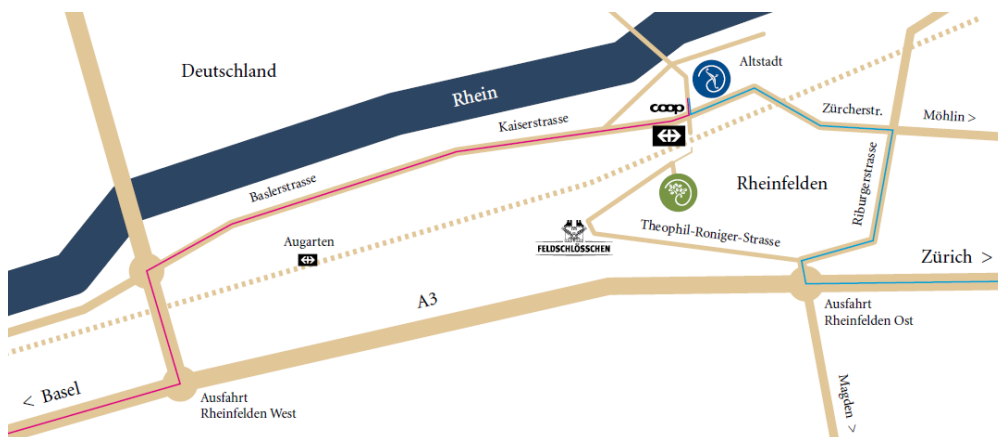 Deutschland
Rhein
Altstadt
coop
Kaiserstrasse
Zürcherstr.
Möhlin >
Baslerstrasse
Riburgerstrasse
Rheinfelden
Theophil-Roniger-Strasse
Augarten
FELDSCHLÖSSCHEN
Zürich >
A3
Ausfahrt
Rheinfelden Ost
< Basel
Ausfahrt
Rheinfelden West
Magden >